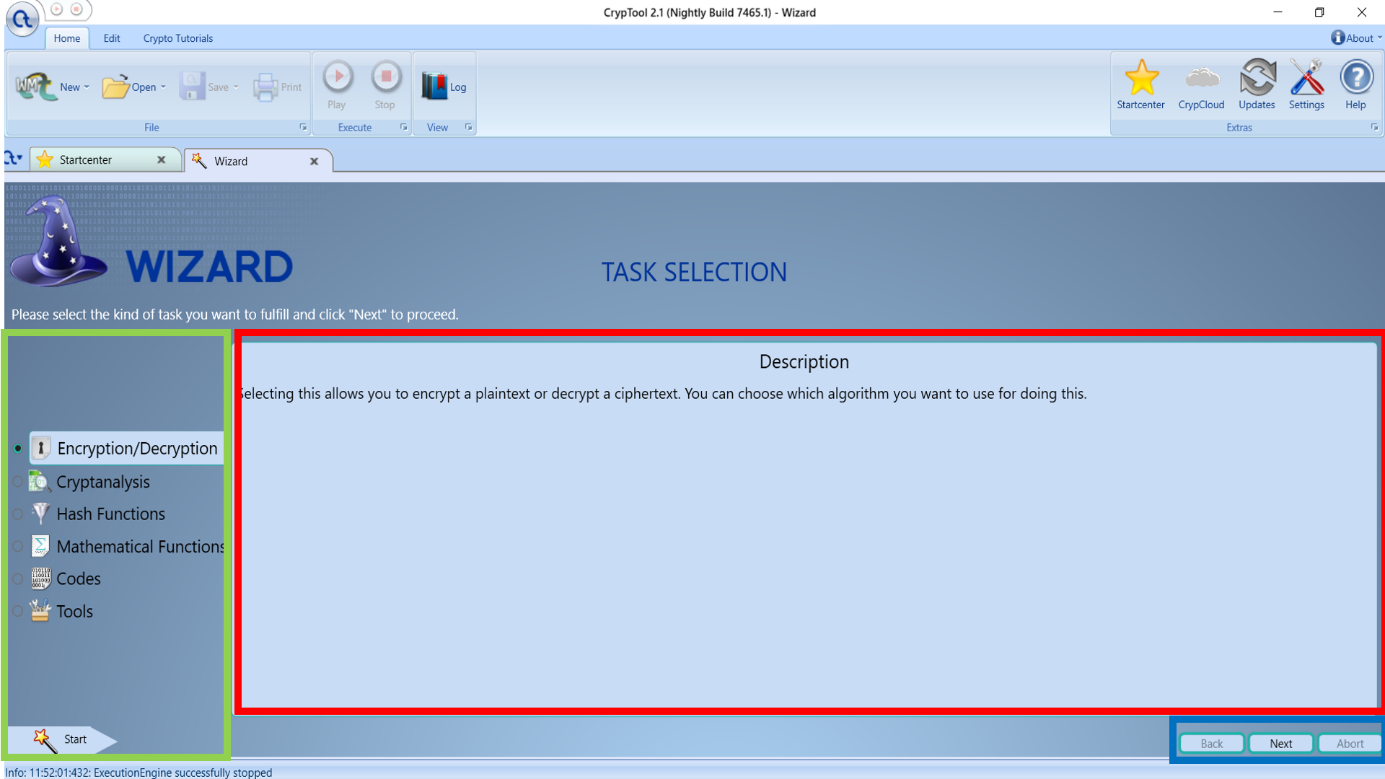 CrypTool 2.1 (Nightly Build 7465.1) - Wizard
Home Edit Crypto Tutorials About
New Open Save Print Play Stop Log Startcenter CrypCloud Updates Settings Help
File Execute View Extras
Startcenter Wizard
WIZARD
TASK SELECTION
Please select the kind of task you want to fulfill and click "Next" to proceed.
Description
Selecting this allows you to encrypt a plaintext or decrypt a ciphertext. You can choose which algorithm you want to use for doing this.
Encryption/Decryption
Cryptanalysis
Hash Functions
Mathematical Functions
Codes
Tools
Start
Back Next Abort
Info: 11:52:01:432: ExecutionEngine successfully stopped